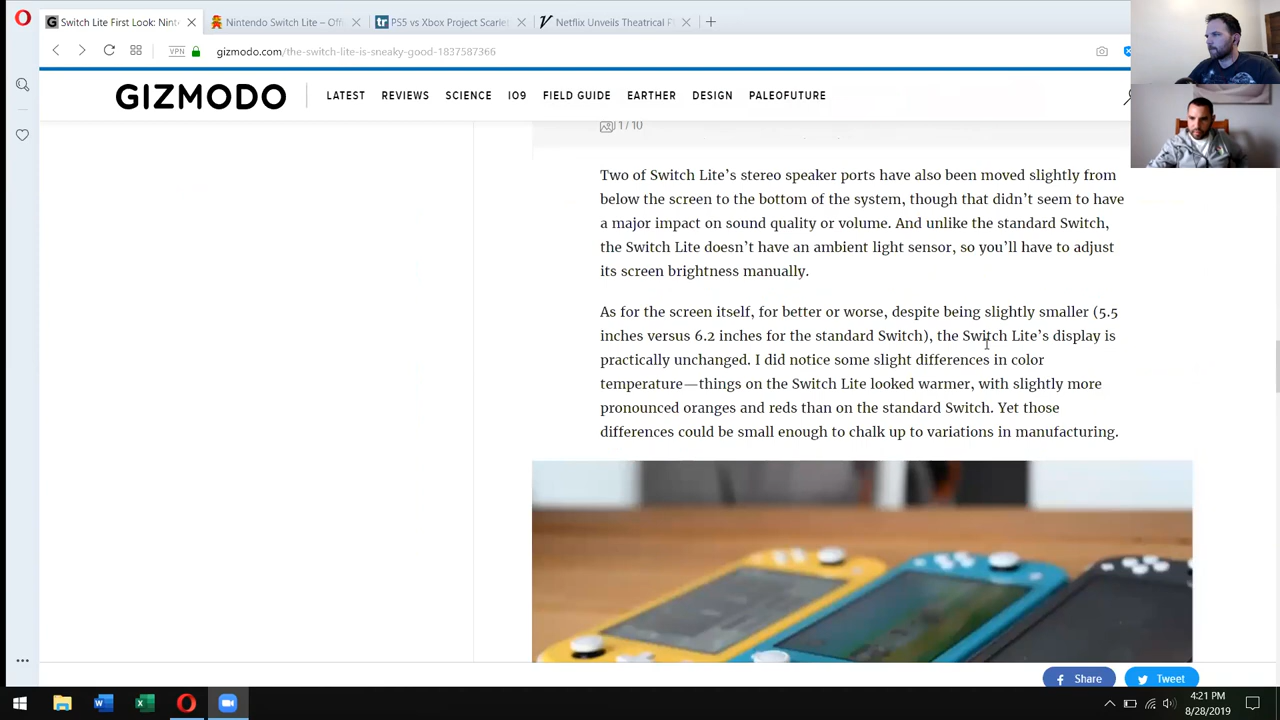 Switch Lite First Look: Nint
Nintendo Switch Lite – Offi
PS5 vs Xbox Project Scarle
Netflix Unveils Theatrical F
VPN
gizmodo.com/the-switch-lite-is-sneaky-good-1837587366
GIZMODO
LATEST REVIEWS SCIENCE IO9 FIELD GUIDE EARTHER DESIGN PALEOFUTURE
1 / 10
Two of Switch Lite’s stereo speaker ports have also been moved slightly from
below the screen to the bottom of the system, though that didn’t seem to have
a major impact on sound quality or volume. And unlike the standard Switch,
the Switch Lite doesn’t have an ambient light sensor, so you’ll have to adjust
its screen brightness manually.
As for the screen itself, for better or worse, despite being slightly smaller (5.5
inches versus 6.2 inches for the standard Switch), the Switch Lite’s display is
practically unchanged. I did notice some slight differences in color
temperature—things on the Switch Lite looked warmer, with slightly more
pronounced oranges and reds than on the standard Switch. Yet those
differences could be small enough to chalk up to variations in manufacturing.
Share
Tweet
4:21 PM
8/28/2019